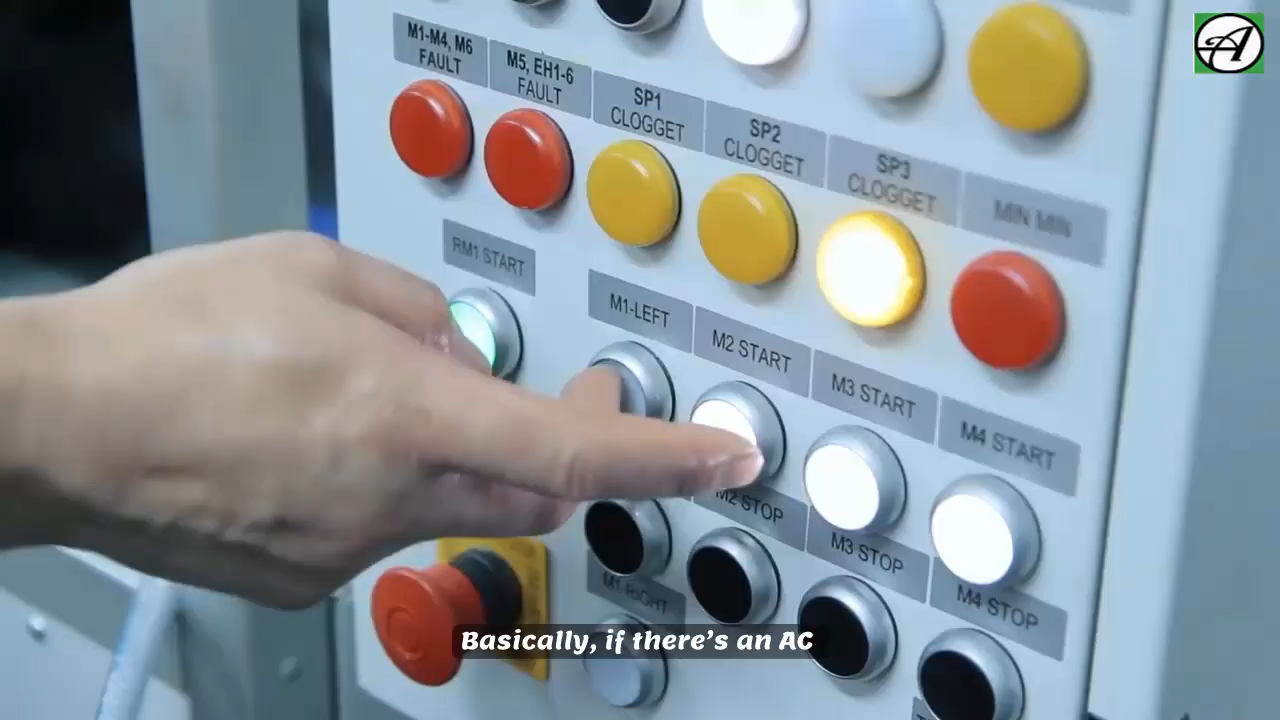 M1-M4, M6
FAULT
M5, EH1-6
FAULT
SP1
CLOGGET
SP2
CLOGGET
SP3
CLOGGET
MIN MIN
RM1 START
M1-LEFT
M2 START
M3 START
M4 START
M2 STOP
M3 STOP
M4 STOP
M1-RIGHT
Basically, if there's an AC
A